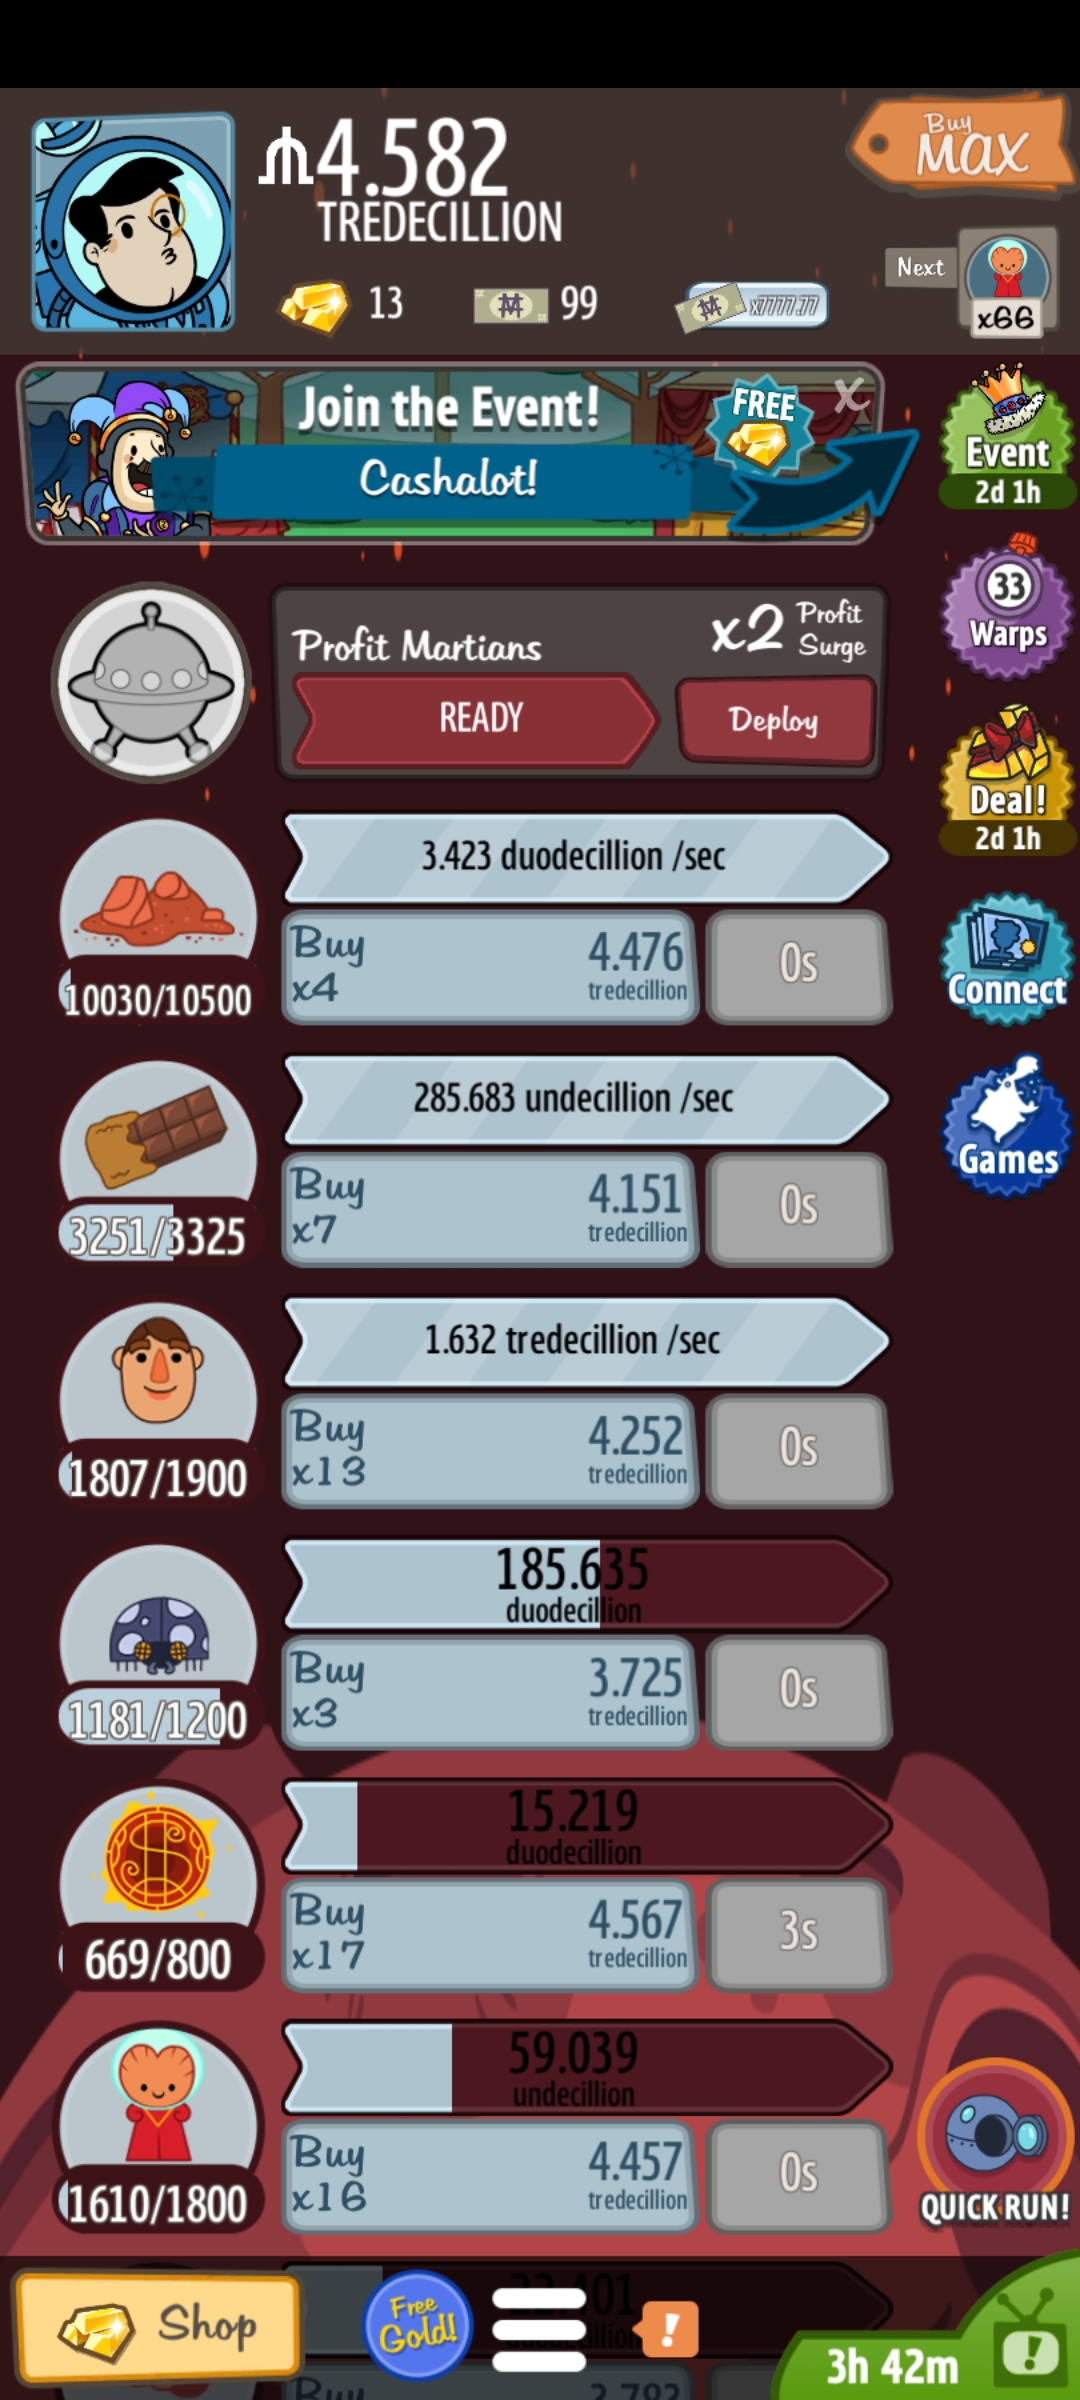 4.582
TREDECILLION
Buy
MAX
13
99
x7777.77
Next
x66
Join the Event!
FREE
X
Cashalot!
Event
2d 1h
33
Warps
Profit Martians
x2 Profit
Surge
READY
Deploy
Deal!
2d 1h
3.423 duodecillion /sec
Buy
x4
4.476
tredecillion
0s
10030/10500
Connect
285.683 undecillion /sec
Buy
x7
4.151
tredecillion
0s
3251/3325
Games
1.632 tredecillion /sec
Buy
x13
4.252
tredecillion
0s
1807/1900
185.635
duodecillion
Buy
x3
3.725
tredecillion
0s
1181/1200
15.219
duodecillion
Buy
x17
4.567
tredecillion
3s
669/800
59.039
undecillion
Buy
x16
4.457
tredecillion
0s
1610/1800
QUICK RUN!
Shop
Free
Gold!
!
3h 42m
!
Buy